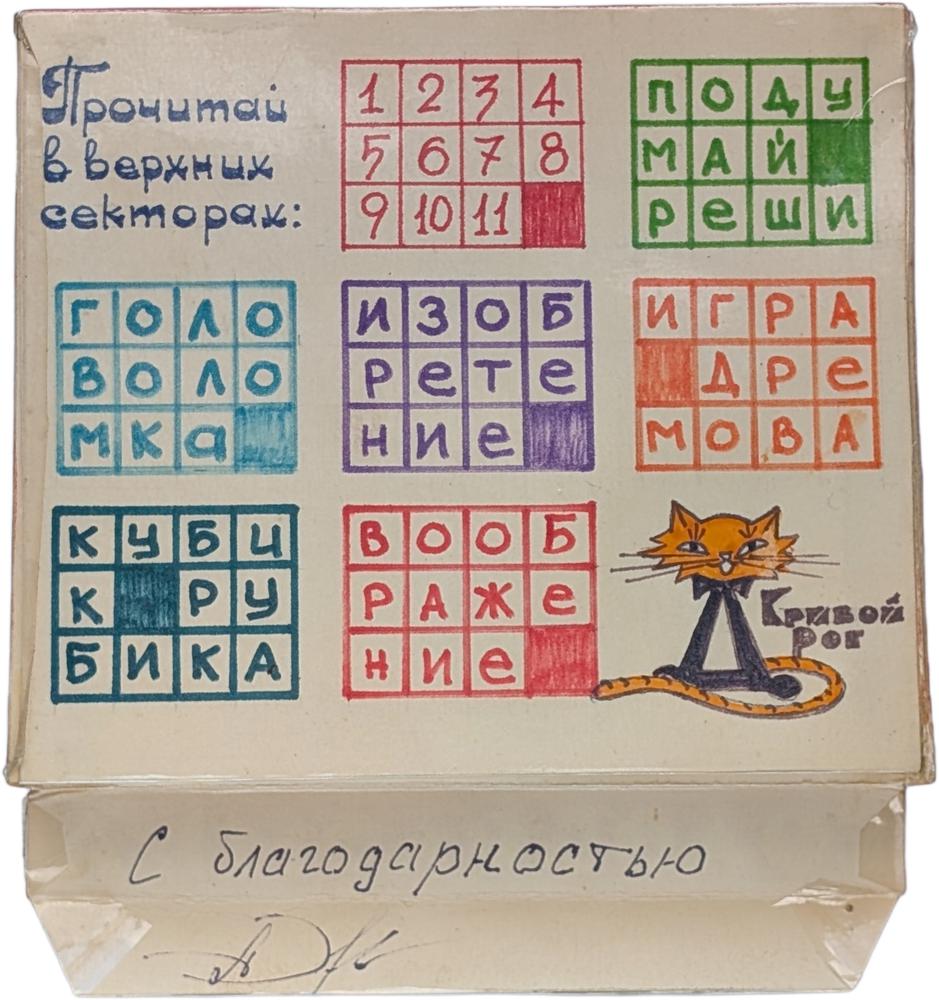 Прочитай
в верхних
секторах:
1 2 3 4
5 6 7 8
9 10 11
ПОДУ
МАЙ
РеШИ
ГОЛО
ВОЛО
МКа
ИЗОБ
РеТе
НИе
ИГРА
ДРе
МОВА
КУБИ
К РУ
БИКА
ВООБ
РАЖе
НИе
Кривой
рог
С благодарностью